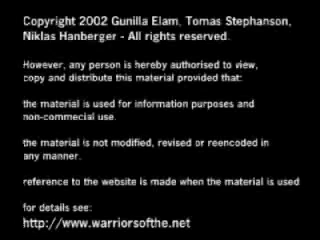 Copyright 2002 Gunilla Elam, Tomas Stephanson,
Niklas Hanberger - All rights reserved.
However, any person is hereby authorised to view,
copy and distribute this material provided that:
the material is used for information purposes and
non-commecial use.
the material is not modified, revised or reencoded in
any manner.
reference to the website is made when the material is used
for details see:
http://www.warriorsofthe.net